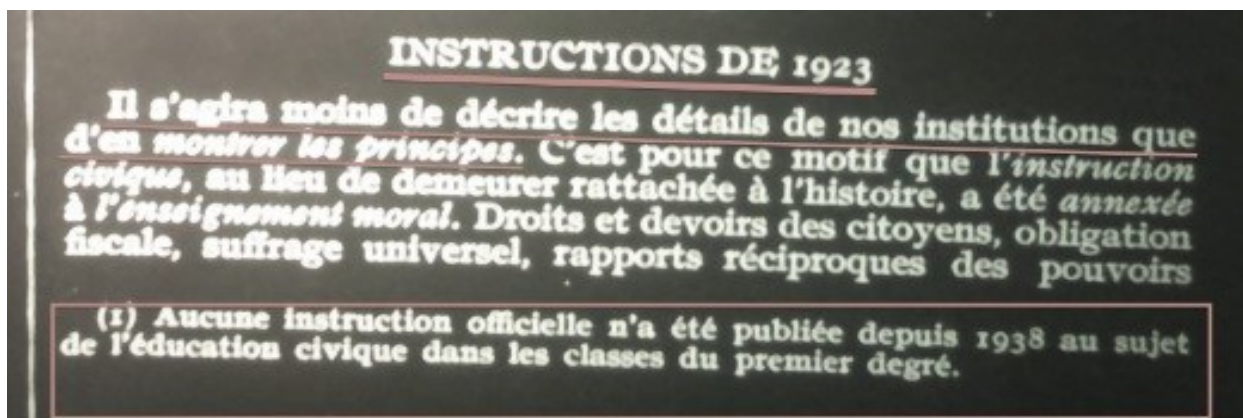 INSTRUCTIONS DE 1923
Il s'agira moins de décrire les détails de nos institutions que
d'en montrer les principes. C'est pour ce motif que l'instruction
civique, au lieu de demeurer rattachée à l'histoire, a été annexée
à l'enseignement moral. Droits et devoirs des citoyens, obligation
fiscale, suffrage universel, rapports réciproques des pouvoirs
(1) Aucune instruction officielle n'a été publiée depuis 1938 au sujet
de l'éducation civique dans les classes du premier degré.